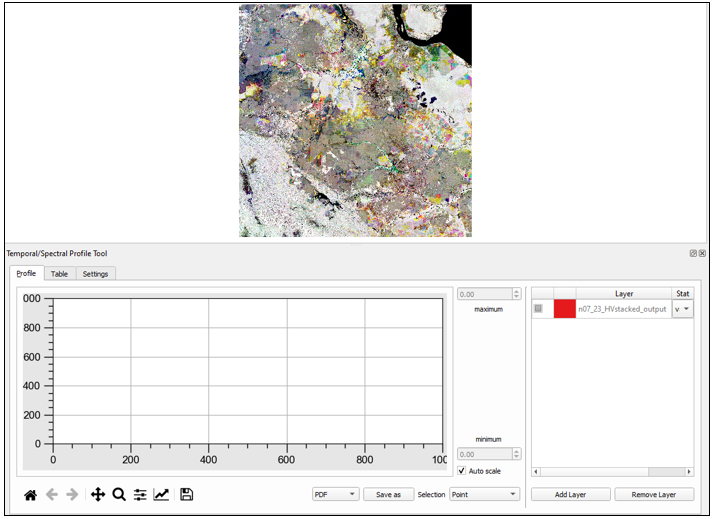 Temporal/Spectral Profile Tool
Profile Table Settings
000
800
600
400
200
0
0 200 400 600 800 100
0.00
maximum
minimum
0.00
Auto scale
Layer Stat
n07_23_HVstacked_output v
PDF Save as Selection Point
Add Layer Remove Layer